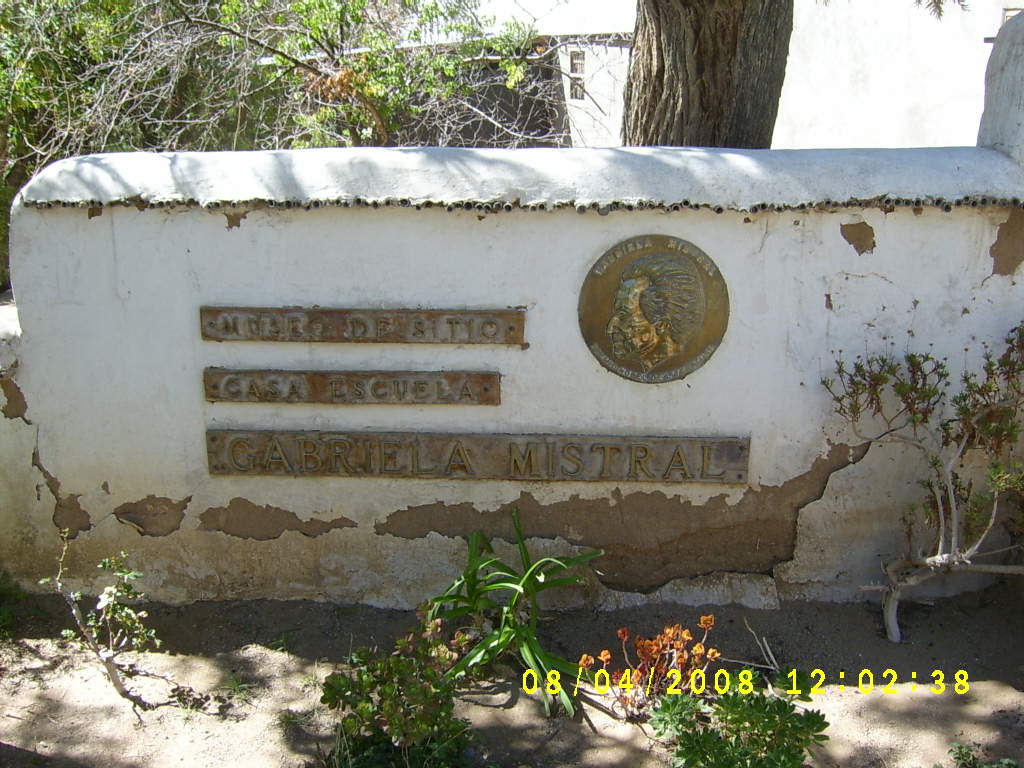 GABRIELA MISTRAL
MUSEO DE SITIO
CASA ESCUELA
GABRIELA MISTRAL
08/04/2008 12:02:38